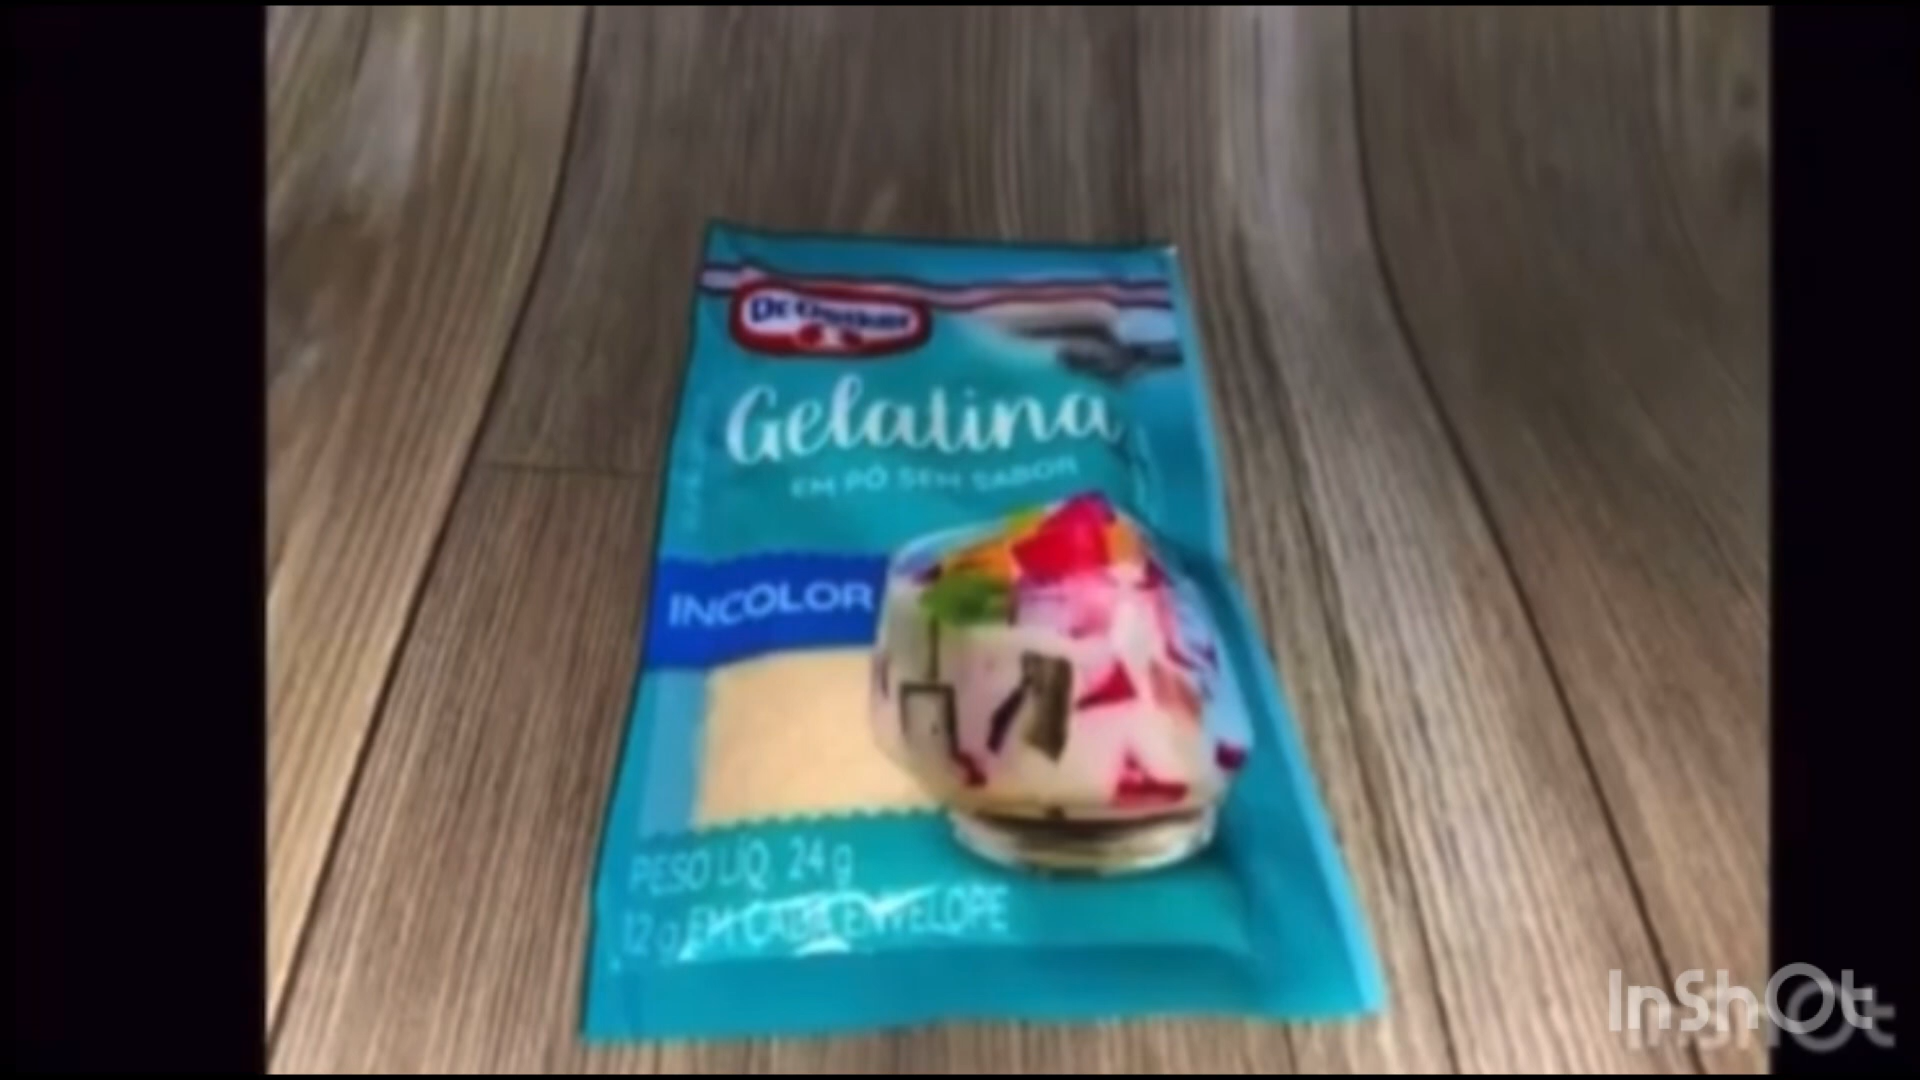 Dr. Oetker
Gelatina
EM PÓ SEM SABOR
INCOLOR
PESO LÍQ. 24 g
12 g EM CADA ENVELOPE
InShOt